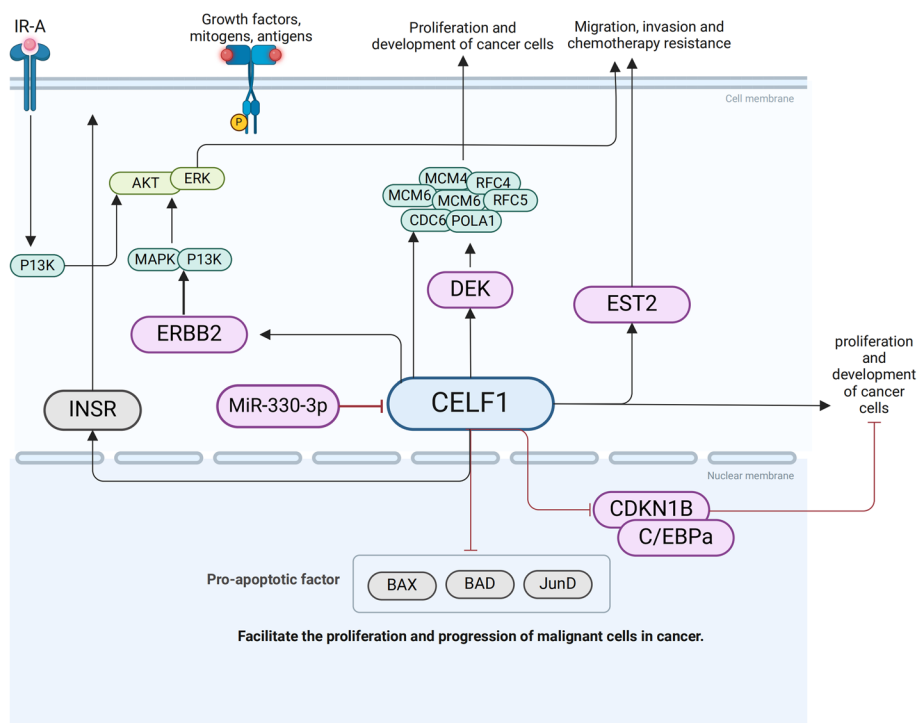 IR-A
Growth factors,
mitogens, antigens
Proliferation and
development of cancer cells
Migration, invasion and
chemotherapy resistance
Cell membrane
P
AKT
ERK
MCM4
RFC4
MCM6
MCM6
RFC5
CDC6
POLA1
P13K
MAPK
P13K
DEK
EST2
ERBB2
proliferation
and
development
of cancer
cells
INSR
MiR-330-3p
CELF1
Nuclear membrane
CDKN1B
C/EBPa
Pro-apoptotic factor
BAX
BAD
JunD
Facilitate the proliferation and progression of malignant cells in cancer.